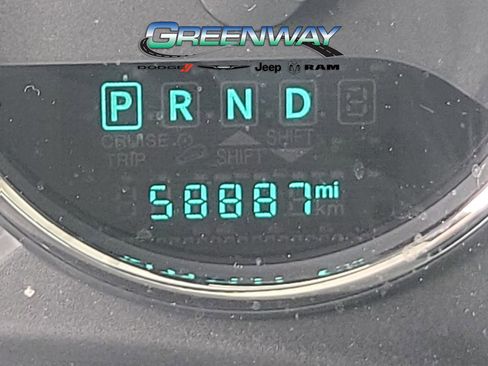 GREENWAY
DODGE Jeep RAM
P R N D
CRUISE SHIFT
TRIP SHIFT
58887 mi
km